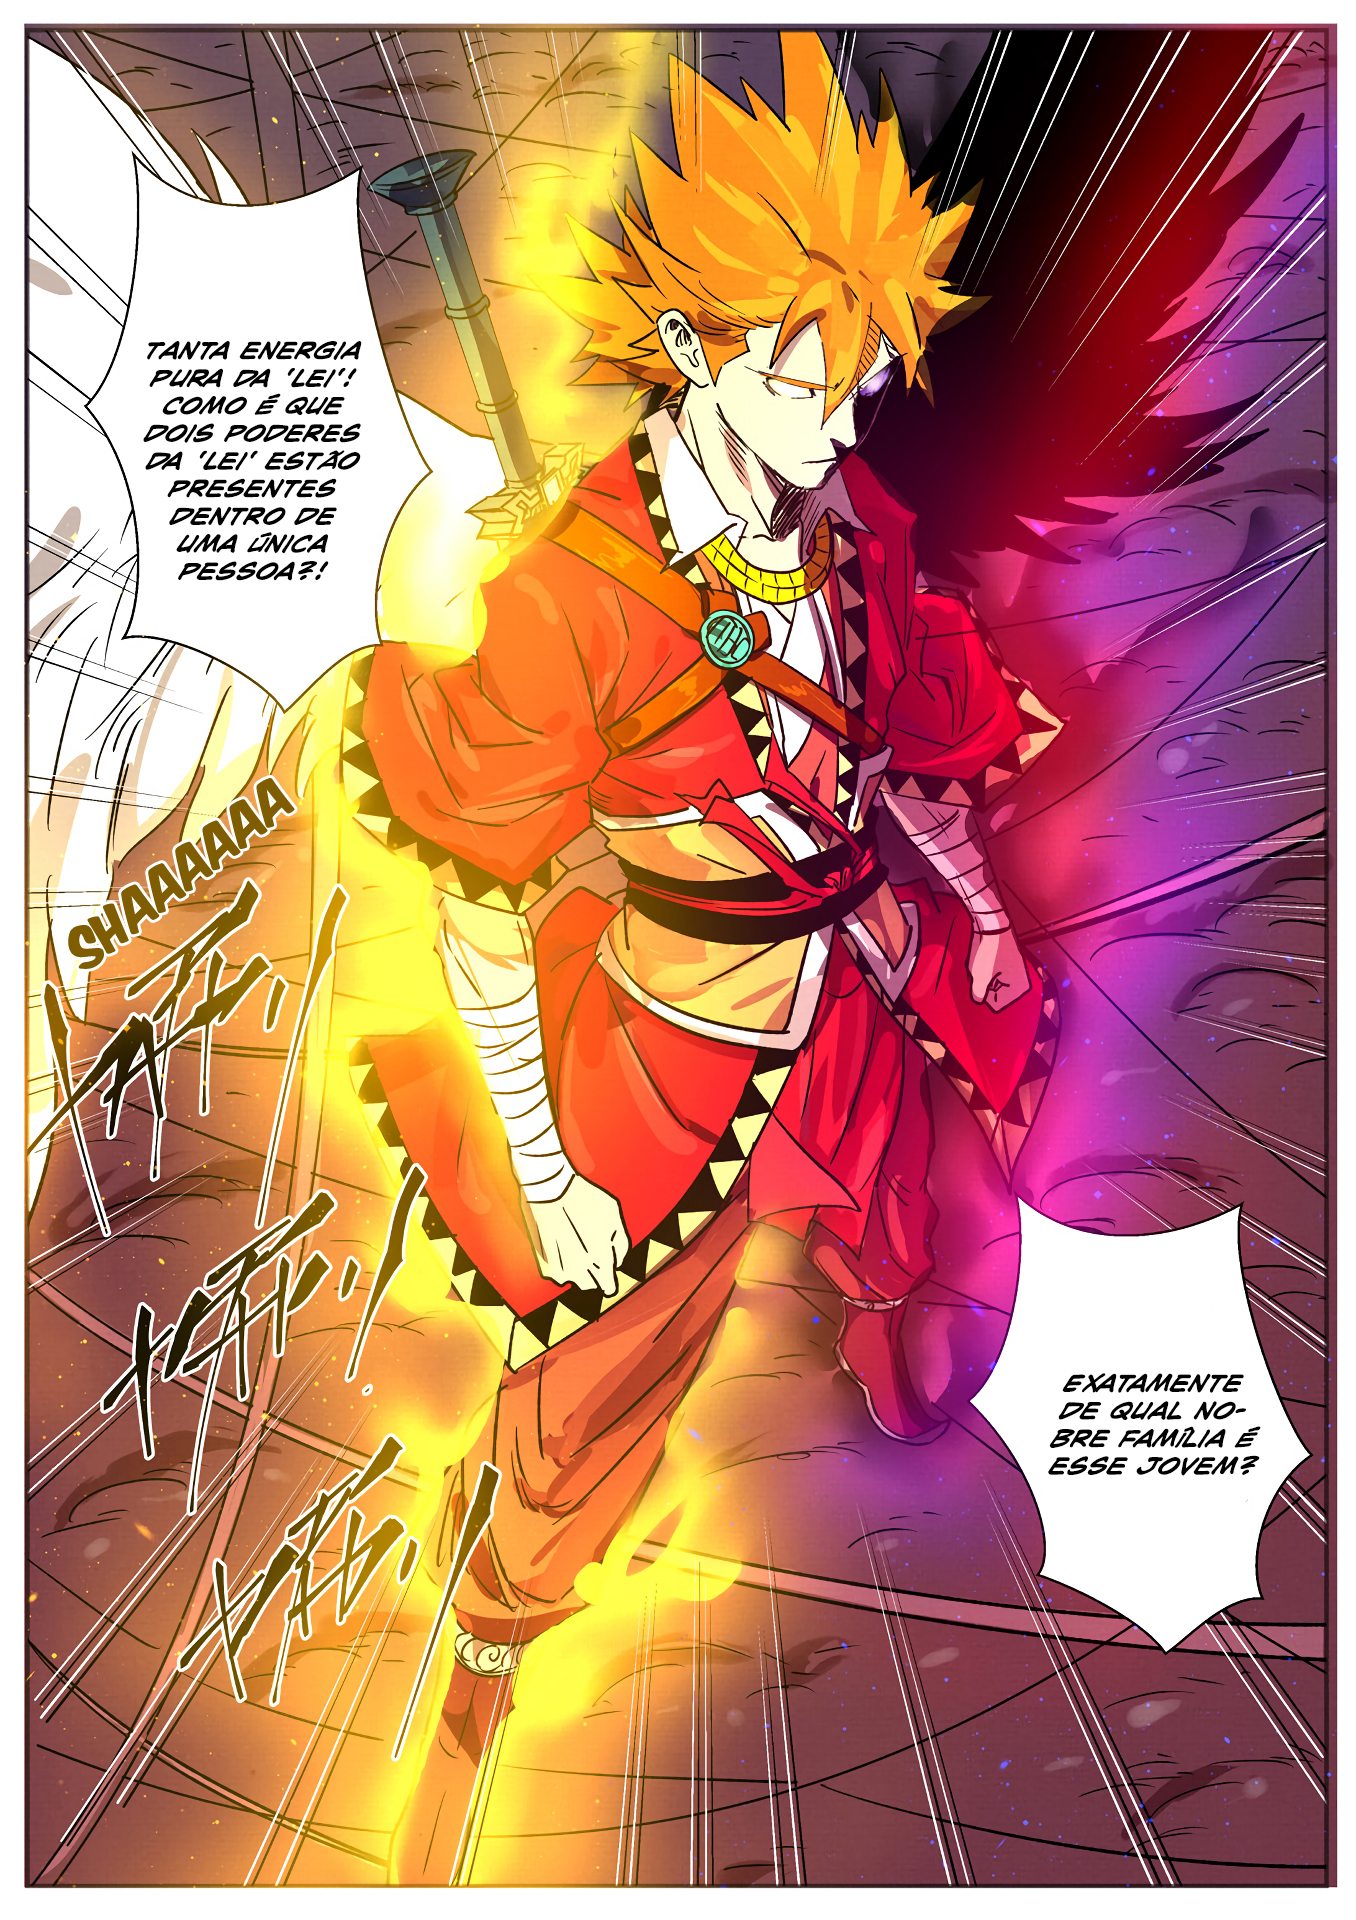 TANTA ENERGIA
PURA DA 'LEI'!
COMO É QUE
DOIS PODERES
DA 'LEI' ESTÃO
PRESENTES
DENTRO DE
UMA ÚNICA
PESSOA?!
SHAAAAAA
EXATAMENTE
DE QUAL NO-
BRE FAMÍLIA É
ESSE JOVEM?